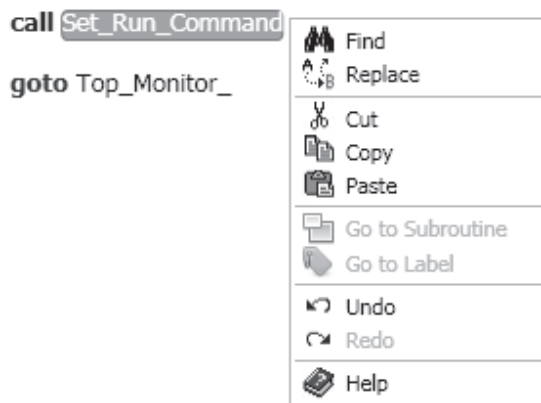 call Set_Run_Command
goto Top_Monitor_
Find
Replace
Cut
Copy
Paste
Go to Subroutine
Go to Label
Undo
Redo
Help